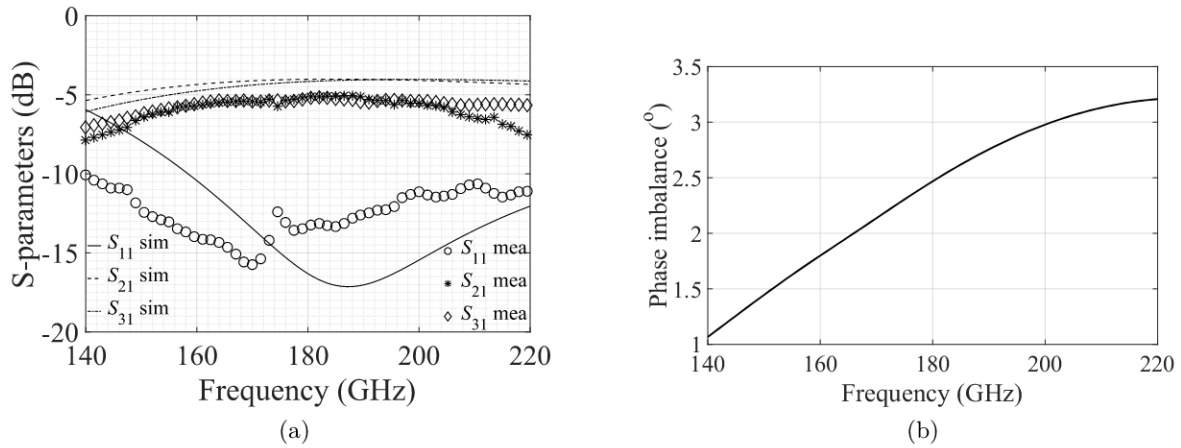 S-parameters (dB)
0
-5
-10
-15
-20
S11 sim
S21 sim
S31 sim
S11 mea
S21 mea
S31 mea
140 160 180 200 220
Frequency (GHz)
(a)
Phase imbalance (°)
3.5
3
2.5
2
1.5
1
140 160 180 200 220
Frequency (GHz)
(b)